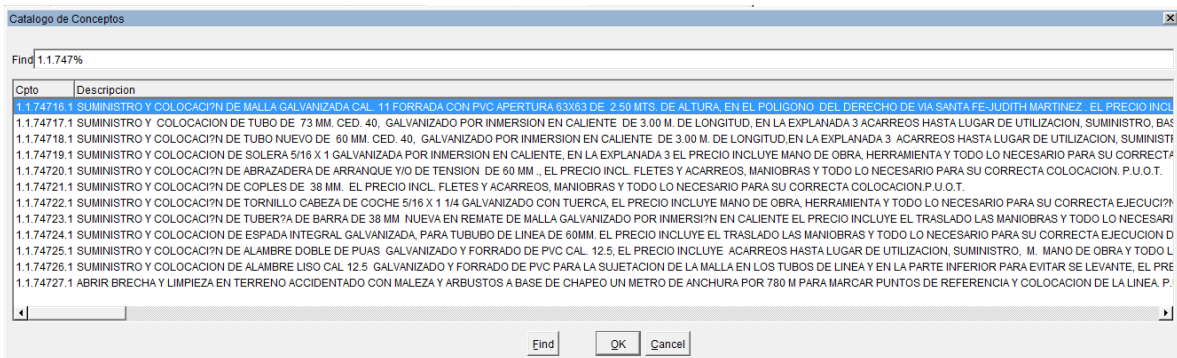 Catalogo de Conceptos
Find 1.1.747%
Cpto Descripcion
1.1.74716.1 SUMINISTRO Y COLOCACI?N DE MALLA GALVANIZADA CAL. 11 FORRADA CON PVC APERTURA 63X63 DE 2.50 MTS. DE ALTURA, EN EL POLIGONO DEL DERECHO DE VIA SANTA FE-JUDITH MARTINEZ . EL PRECIO INCL
1.1.74717.1 SUMINISTRO Y COLOCACION DE TUBO DE 73 MM. CED. 40, GALVANIZADO POR INMERSION EN CALIENTE DE 3.00 M. DE LONGITUD, EN LA EXPLANADA 3 ACARREOS HASTA LUGAR DE UTILIZACION, SUMINISTRO, BAS
1.1.74718.1 SUMINISTRO Y COLOCACI?N DE TUBO NUEVO DE 60 MM. CED. 40, GALVANIZADO POR INMERSION EN CALIENTE DE 3.00 M. DE LONGITUD,EN LA EXPLANADA 3 ACARREOS HASTA LUGAR DE UTILIZACION, SUMINISTR
1.1.74719.1 SUMINISTRO Y COLOCACION DE SOLERA 5/16 X 1 GALVANIZADA POR INMERSION EN CALIENTE, EN LA EXPLANADA 3 EL PRECIO INCLUYE MANO DE OBRA, HERRAMIENTA Y TODO LO NECESARIO PARA SU CORRECTA
1.1.74720.1 SUMINISTRO Y COLOCACI?N DE ABRAZADERA DE ARRANQUE Y/O DE TENSION DE 60 MM ., EL PRECIO INCL. FLETES Y ACARREOS, MANIOBRAS Y TODO LO NECESARIO PARA SU CORRECTA COLOCACION. P.U.O.T.
1.1.74721.1 SUMINISTRO Y COLOCACI?N DE COPLES DE 38 MM. EL PRECIO INCL. FLETES Y ACARREOS, MANIOBRAS Y TODO LO NECESARIO PARA SU CORRECTA COLOCACION.P.U.O.T.
1.1.74722.1 SUMINISTRO Y COLOCACI?N DE TORNILLO CABEZA DE COCHE 5/16 X 1 1/4 GALVANIZADO CON TUERCA, EL PRECIO INCLUYE MANO DE OBRA, HERRAMIENTA Y TODO LO NECESARIO PARA SU CORRECTA EJECUCI?N
1.1.74723.1 SUMINISTRO Y COLOCACI?N DE TUBER?A DE BARRA DE 38 MM NUEVA EN REMATE DE MALLA GALVANIZADO POR INMERSI?N EN CALIENTE EL PRECIO INCLUYE EL TRASLADO LAS MANIOBRAS Y TODO LO NECESARI
1.1.74724.1 SUMINISTRO Y COLOCACION DE ESPADA INTEGRAL GALVANIZADA, PARA TUBUBO DE LINEA DE 60MM. EL PRECIO INCLUYE EL TRASLADO LAS MANIOBRAS Y TODO LO NECESARIO PARA SU CORRECTA EJECUCION D
1.1.74725.1 SUMINISTRO Y COLOCACI?N DE ALAMBRE DOBLE DE PUAS GALVANIZADO Y FORRADO DE PVC CAL. 12.5, EL PRECIO INCLUYE ACARREOS HASTA LUGAR DE UTILIZACION, SUMINISTRO, M. MANO DE OBRA Y TODO L
1.1.74726.1 SUMINISTRO Y COLOCACION DE ALAMBRE LISO CAL 12.5 GALVANIZADO Y FORRADO DE PVC PARA LA SUJETACION DE LA MALLA EN LOS TUBOS DE LINEA Y EN LA PARTE INFERIOR PARA EVITAR SE LEVANTE, EL PRE
1.1.74727.1 ABRIR BRECHA Y LIMPIEZA EN TERRENO ACCIDENTADO CON MALEZA Y ARBUSTOS A BASE DE CHAPEO UN METRO DE ANCHURA POR 780 M PARA MARCAR PUNTOS DE REFERENCIA Y COLOCACION DE LA LINEA. P.
Find OK Cancel